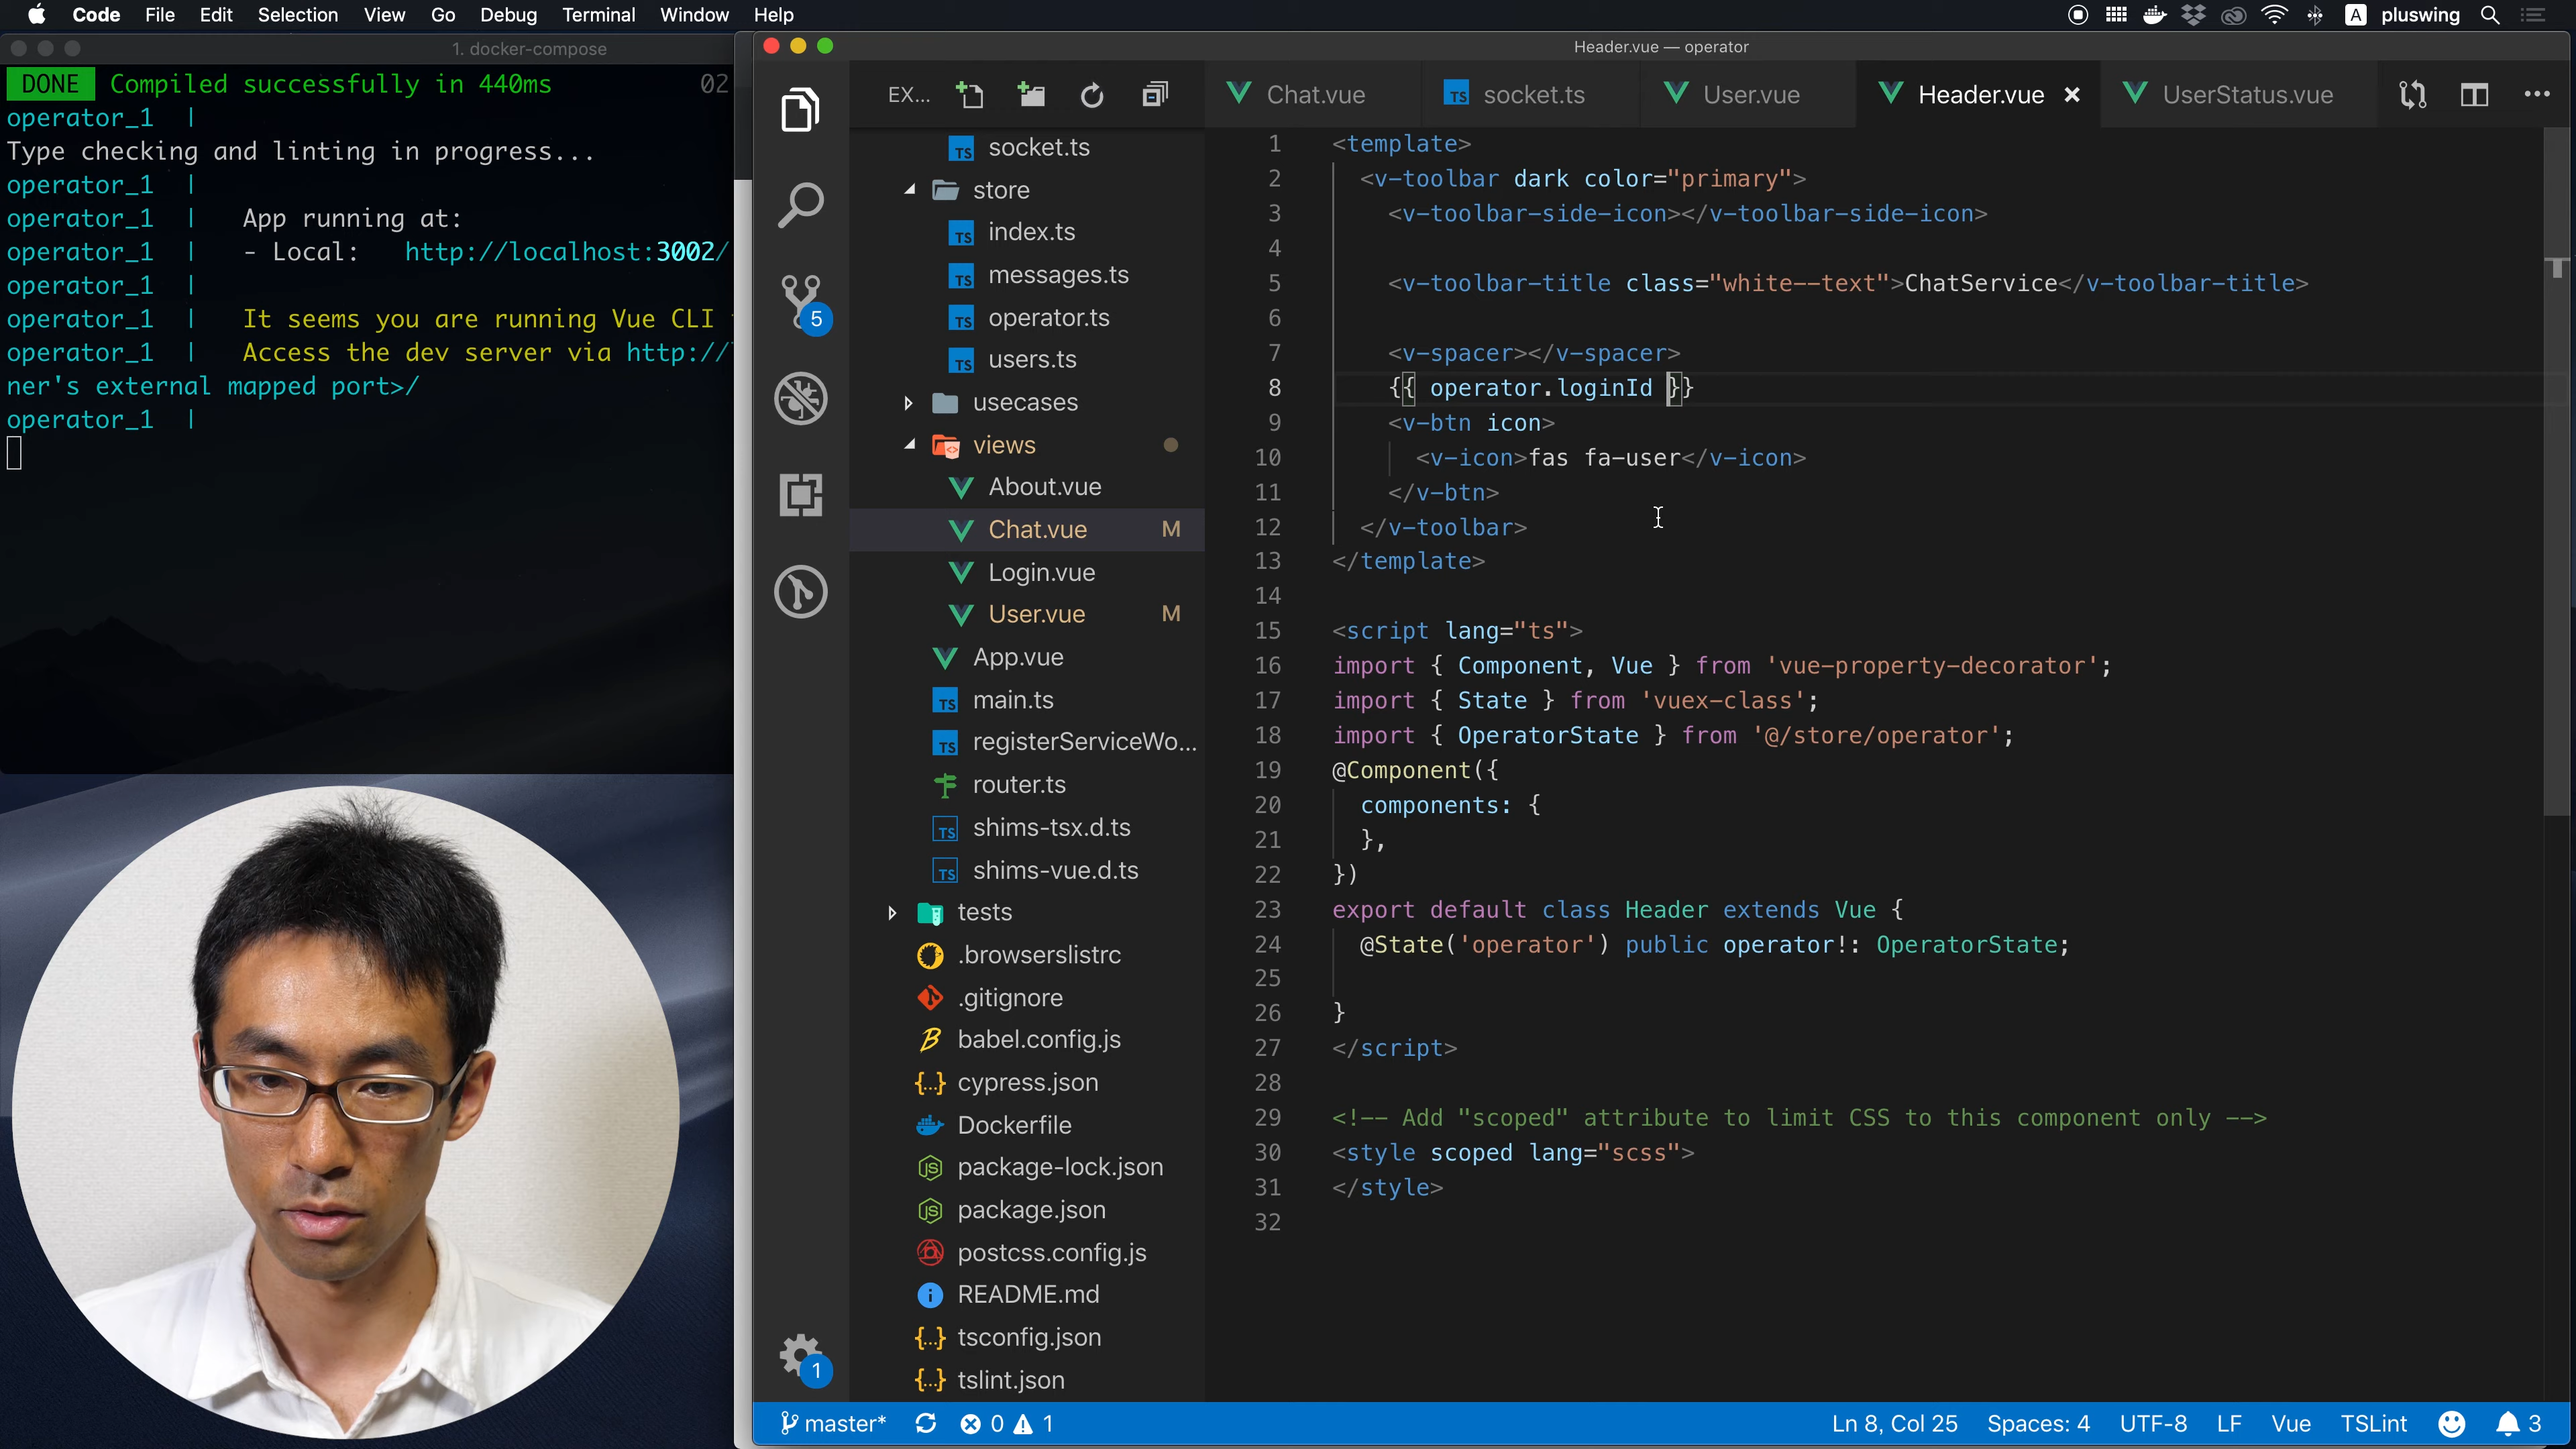 Code File Edit Selection View Go Debug Terminal Window Help
A pluswing
1. docker-compose
DONE Compiled successfully in 440ms 02
operator_1 |
Type checking and linting in progress...
operator_1 |
operator_1 | App running at:
operator_1 | - Local: http://localhost:3002/
operator_1 |
operator_1 | It seems you are running Vue CLI
operator_1 | Access the dev server via http://
ner's external mapped port>/
operator_1 |
Header.vue — operator
EX...
Chat.vue
socket.ts
User.vue
Header.vue
UserStatus.vue
5
1
TS socket.ts
store
TS index.ts
TS messages.ts
TS operator.ts
TS users.ts
usecases
views
About.vue
Chat.vue M
Login.vue
User.vue M
App.vue
TS main.ts
TS registerServiceWo...
router.ts
TS shims-tsx.d.ts
TS shims-vue.d.ts
tests
.browserslistrc
.gitignore
babel.config.js
cypress.json
Dockerfile
package-lock.json
package.json
postcss.config.js
README.md
tsconfig.json
tslint.json
1 <template>
2 <v-toolbar dark color="primary">
3 <v-toolbar-side-icon></v-toolbar-side-icon>
4
5 <v-toolbar-title class="white--text">ChatService</v-toolbar-title>
6
7 <v-spacer></v-spacer>
8 {{ operator.loginId }}
9 <v-btn icon>
10 <v-icon>fas fa-user</v-icon>
11 </v-btn>
12 </v-toolbar>
13 </template>
14
15 <script lang="ts">
16 import { Component, Vue } from 'vue-property-decorator';
17 import { State } from 'vuex-class';
18 import { OperatorState } from '@/store/operator';
19 @Component({
20 components: {
21 },
22 })
23 export default class Header extends Vue {
24 @State('operator') public operator!: OperatorState;
25
26 }
27 </script>
28
29 <!-- Add "scoped" attribute to limit CSS to this component only -->
30 <style scoped lang="scss">
31 </style>
32
master* 0 1 Ln 8, Col 25 Spaces: 4 UTF-8 LF Vue TSLint 3